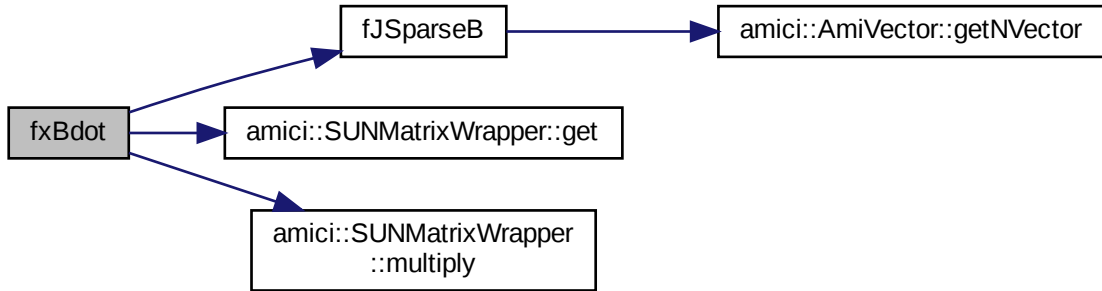 fJSparseB
amici::AmiVector::getNVector
fxBdot
amici::SUNMatrixWrapper::get
amici::SUNMatrixWrapper
::multiply